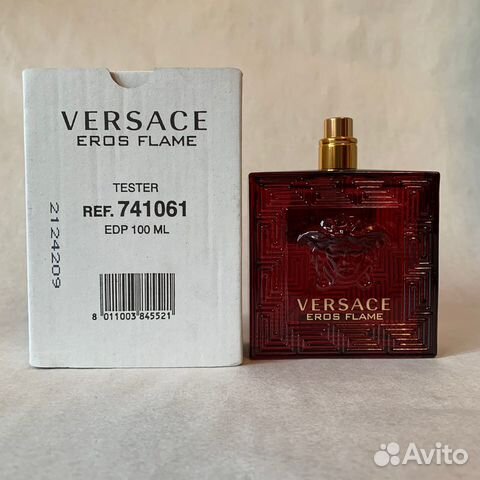 VERSACE
EROS FLAME
TESTER
REF. 741061
EDP 100 ML
2124209
8 011003 845521
VERSACE
EROS FLAME
Avito